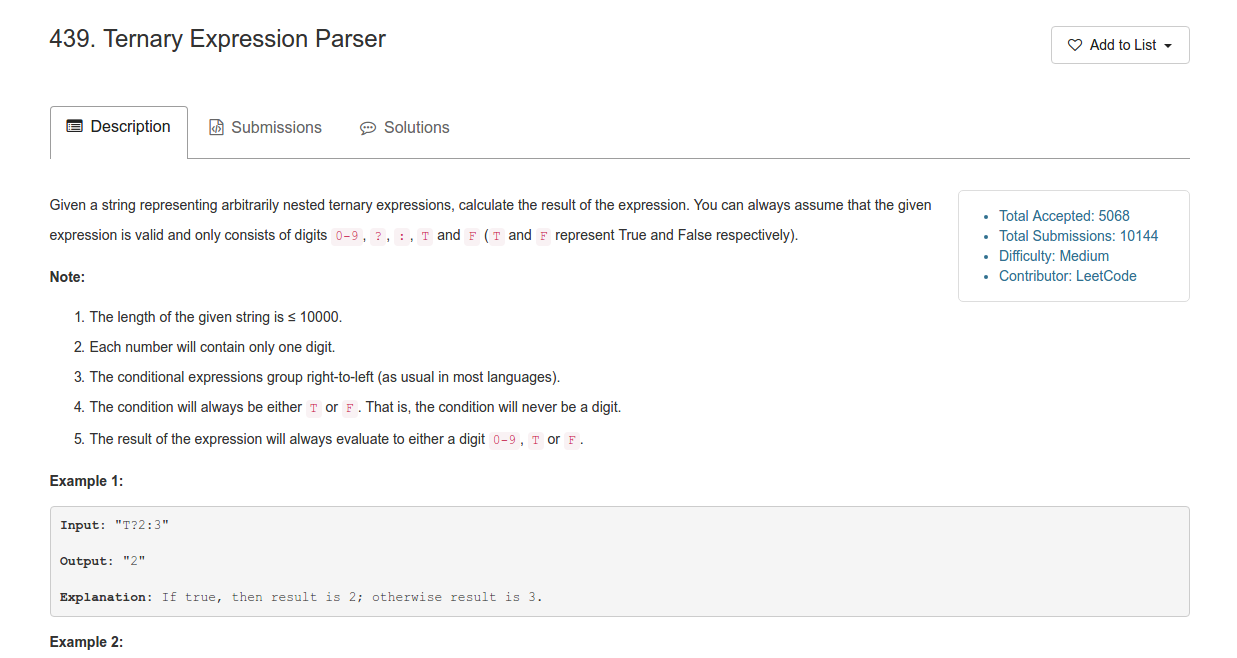 439. Ternary Expression Parser
Add to List
Description
Submissions
Solutions
Given a string representing arbitrarily nested ternary expressions, calculate the result of the expression. You can always assume that the given
expression is valid and only consists of digits 0-9, ?, :, T and F (T and F represent True and False respectively).
Total Accepted: 5068
Total Submissions: 10144
Difficulty: Medium
Contributor: LeetCode
Note:
1. The length of the given string is ≤ 10000.
2. Each number will contain only one digit.
3. The conditional expressions group right-to-left (as usual in most languages).
4. The condition will always be either T or F. That is, the condition will never be a digit.
5. The result of the expression will always evaluate to either a digit 0-9, T or F.
Example 1:
Input: "T?2:3"
Output: "2"
Explanation: If true, then result is 2; otherwise result is 3.
Example 2: